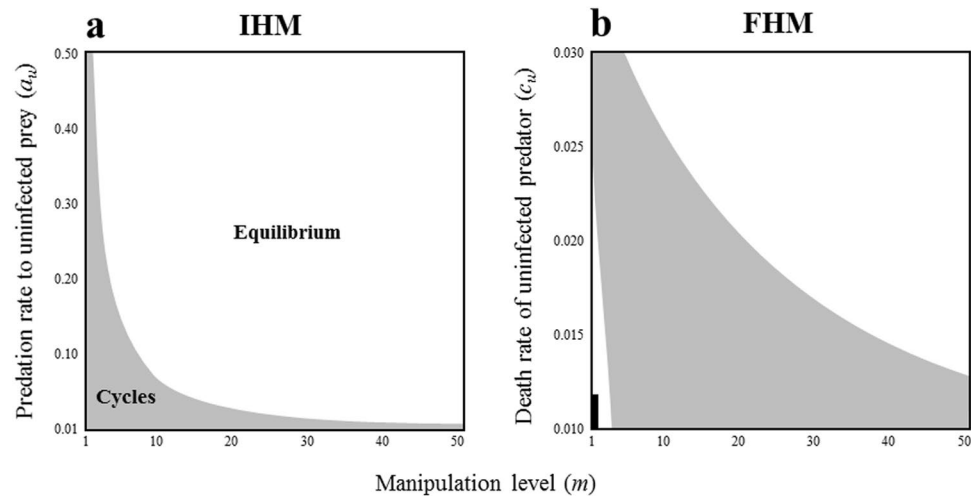 a
IHM
Predation rate to uninfected prey (a_u)
0.50
0.40
0.30
0.20
0.10
0.01
Equilibrium
Cycles
1 10 20 30 40 50
b
FHM
Death rate of uninfected predator (c_u)
0.030
0.025
0.020
0.015
0.010
1 10 20 30 40 50
Manipulation level (m)